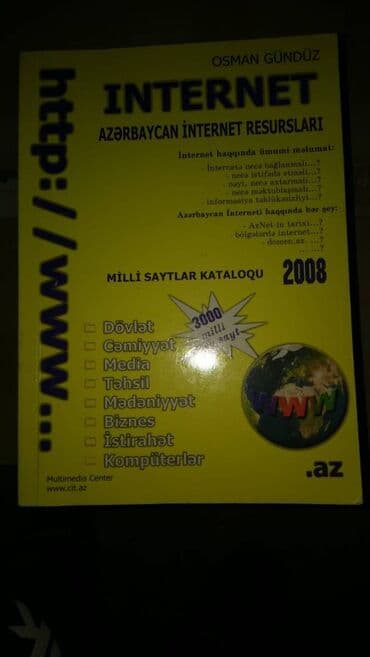 OSMAN GÜNDÜZ
http://www...
INTERNET
AZƏRBAYCAN İNTERNET RESURSLARI
İnternet haqqında ümumi məlumat:
- İnternetə necə bağlanmalı...?
- necə istifadə etməli...?
- nəyi, necə axtarmalı...?
- necə məktublaşmalı...?
- informasiya təhlükəsizliyi...?
Azərbaycan İnterneti haqqında hər şey:
- AzNet-in tarixi...?
- bölgələrdə internet...?
- domen:az. ...?
MİLLİ SAYTLAR KATALOQU 2008
3000
milli
sayt
Dövlət
Cəmiyyət
Media
Təhsil
Mədəniyyət
Biznes
İstirahət
Kompüterlər
www
.az
Multimedia Center
www.cit.az